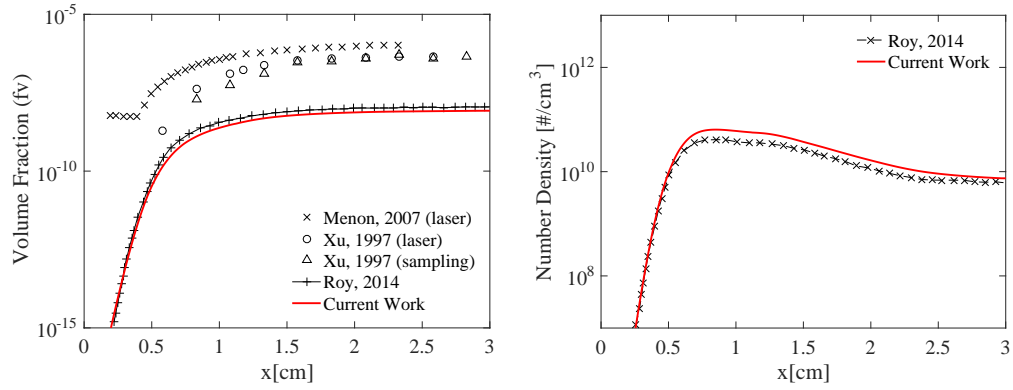 10^-5
10^-10
10^-15
Volume Fraction (fv)
Menon, 2007 (laser)
Xu, 1997 (laser)
Xu, 1997 (sampling)
Roy, 2014
Current Work
0 0.5 1 1.5 2 2.5 3
x[cm]
10^12
10^10
10^8
Number Density [#/cm^3]
Roy, 2014
Current Work
0 0.5 1 1.5 2 2.5 3
x[cm]